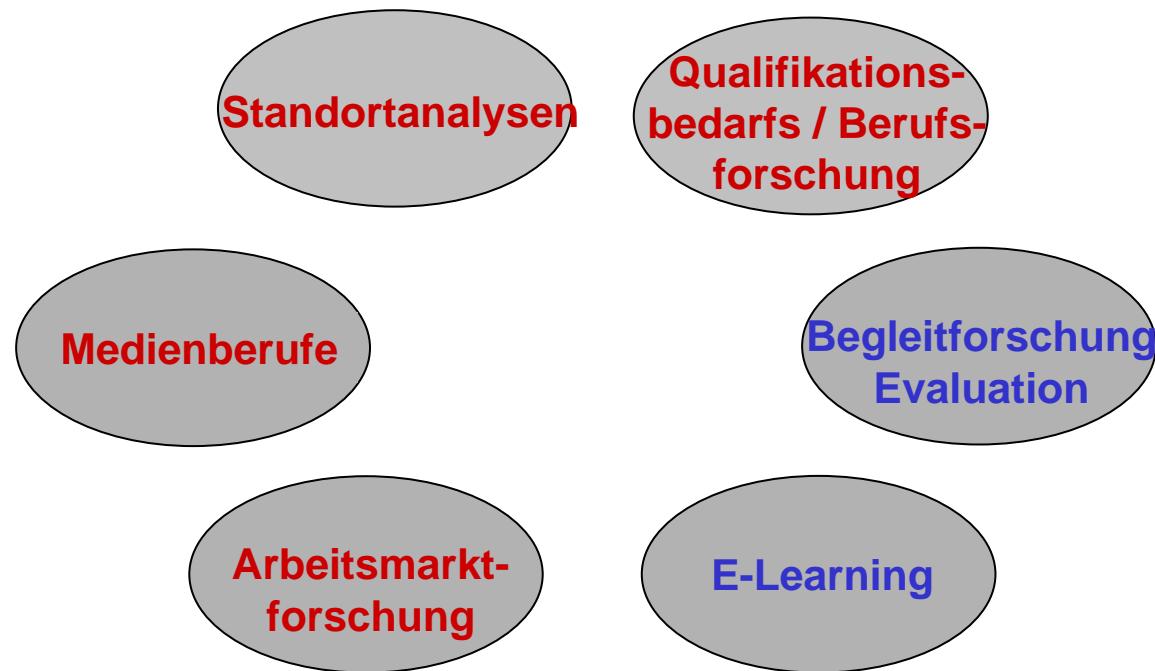 Standortanalysen
Qualifikations-
bedarfs / Berufs-
forschung
Medienberufe
Begleitforschung
Evaluation
Arbeitsmarkt-
forschung
E-Learning